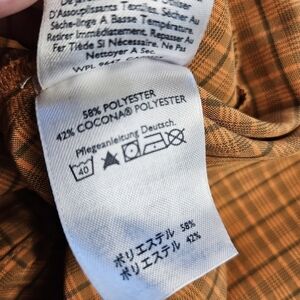 D'Assouplissants Textiles. Sécher Au
Sèche-linge A Basse Température.
Retirer Immédiatement, Repasser Au
Fer Tiède Si Nécessaire. Ne Pas
Nettoyer A Sec.
WPL
58% POLYESTER
42% COCONA® POLYESTER
Pflegeanleitung Deutsch.
40
ポリエステル 58%
ポリエステル 42%